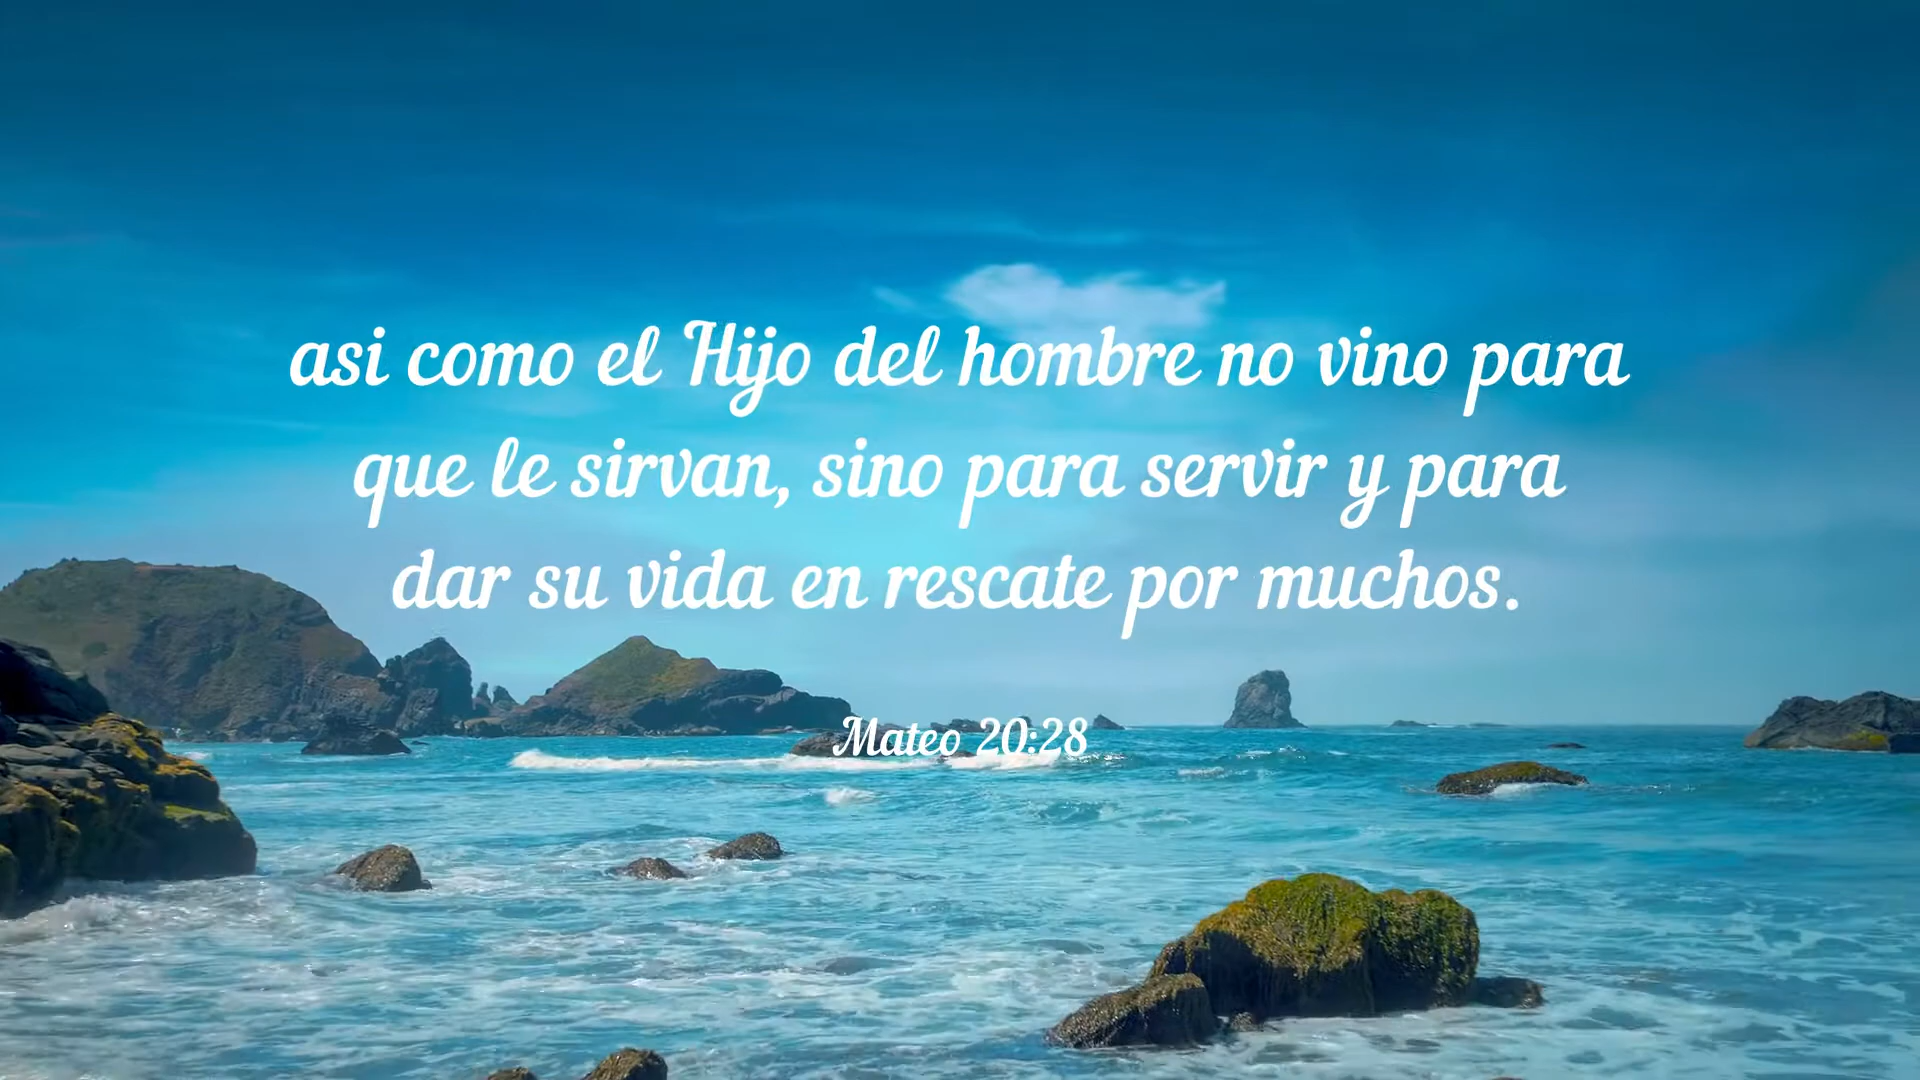 asi como el Hijo del hombre no vino para
que le sirvan, sino para servir y para
dar su vida en rescate por muchos.
Mateo 20:28